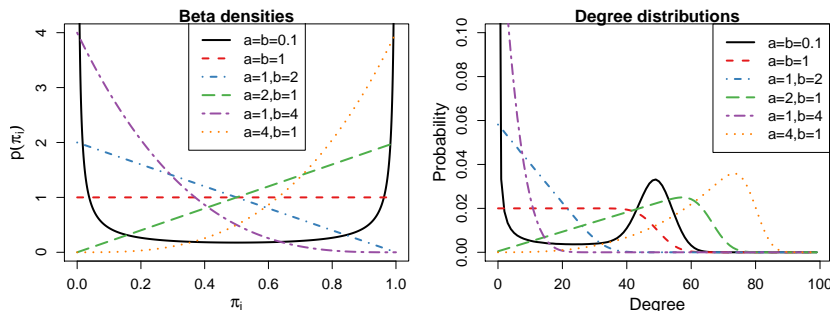 Beta densities
p(πi)
4
3
2
1
0
a=b=0.1
a=b=1
a=1,b=2
a=2,b=1
a=1,b=4
a=4,b=1
0.0 0.2 0.4 0.6 0.8 1.0
πi
Degree distributions
Probability
0.10
0.08
0.06
0.04
0.02
0.00
a=b=0.1
a=b=1
a=1,b=2
a=2,b=1
a=1,b=4
a=4,b=1
0 20 40 60 80 100
Degree